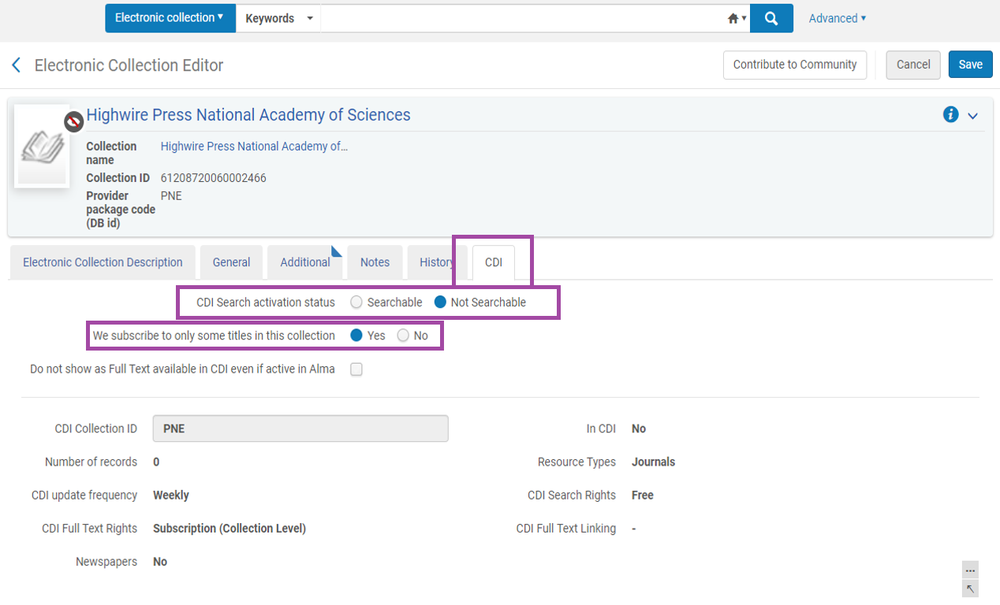 Electronic collection Keywords Advanced
Electronic Collection Editor Contribute to Community Cancel Save
Highwire Press National Academy of Sciences
Collection name Highwire Press National Academy of...
Collection ID 61208720060002466
Provider package code (DB id) PNE
Electronic Collection Description General Additional Notes History CDI
CDI Search activation status Searchable Not Searchable
We subscribe to only some titles in this collection Yes No
Do not show as Full Text available in CDI even if active in Alma
CDI Collection ID PNE In CDI No
Number of records 0 Resource Types Journals
CDI update frequency Weekly CDI Search Rights Free
CDI Full Text Rights Subscription (Collection Level) CDI Full Text Linking -
Newspapers No